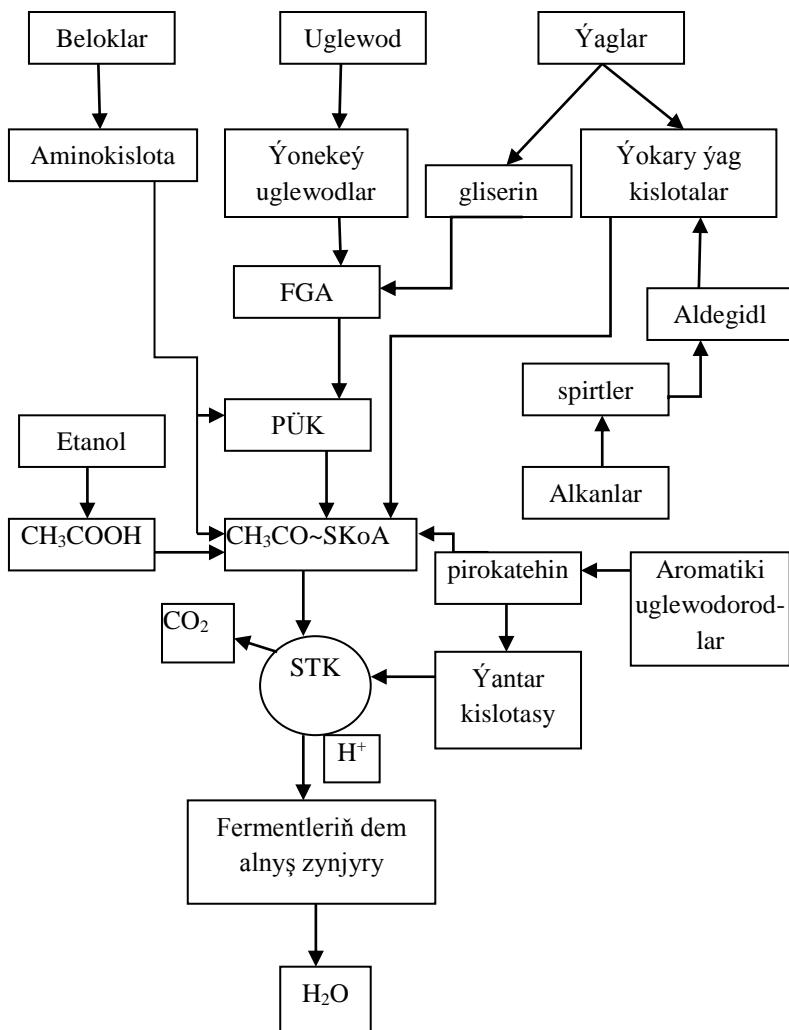 Beloklar
Uglewod
Ýaglar
Aminokislota
Ýonekeý
uglewodlar
gliserin
Ýokary ýag
kislotalar
FGA
Aldegidl
spirtler
PÜK
Etanol
Alkanlar
CH₃COOH
CH₃CO~SKoA
pirokatehin
Aromatiki
uglewodorod-
lar
CO₂
STK
Ýantar
kislotasy
H⁺
Fermentleriň dem
alnyş zynjyry
H₂O